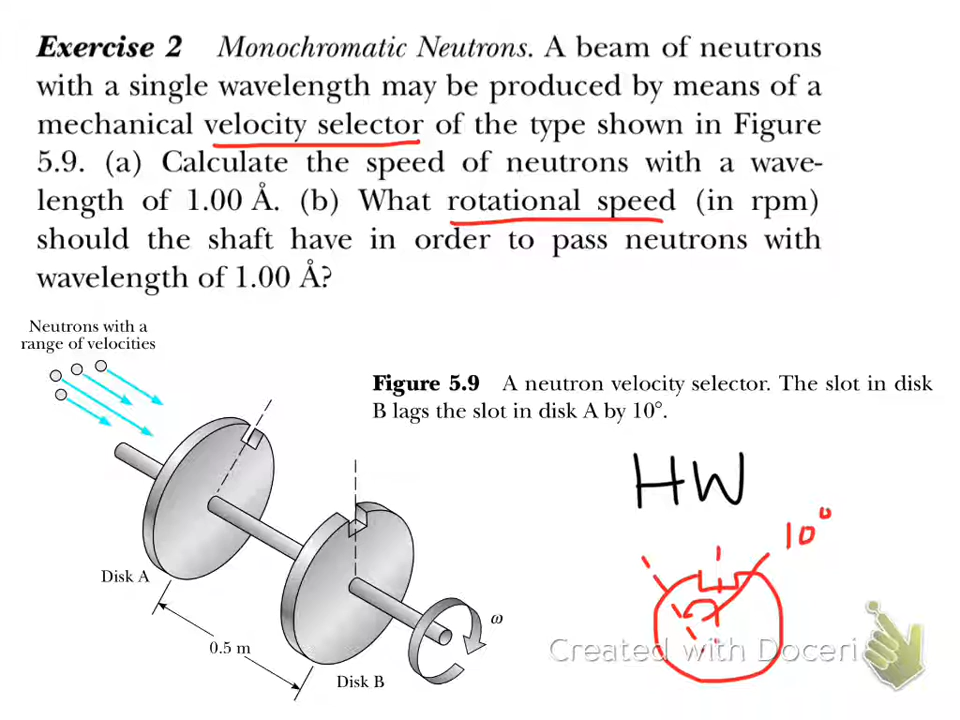 Exercise 2 Monochromatic Neutrons. A beam of neutrons
with a single wavelength may be produced by means of a
mechanical velocity selector of the type shown in Figure
5.9. (a) Calculate the speed of neutrons with a wave-
length of 1.00 Å. (b) What rotational speed (in rpm)
should the shaft have in order to pass neutrons with
wavelength of 1.00 Å?
Neutrons with a
range of velocities
Figure 5.9 A neutron velocity selector. The slot in disk
B lags the slot in disk A by 10°.
HW
10°
Disk A
0.5 m
Disk B
ω
Created with Doceri